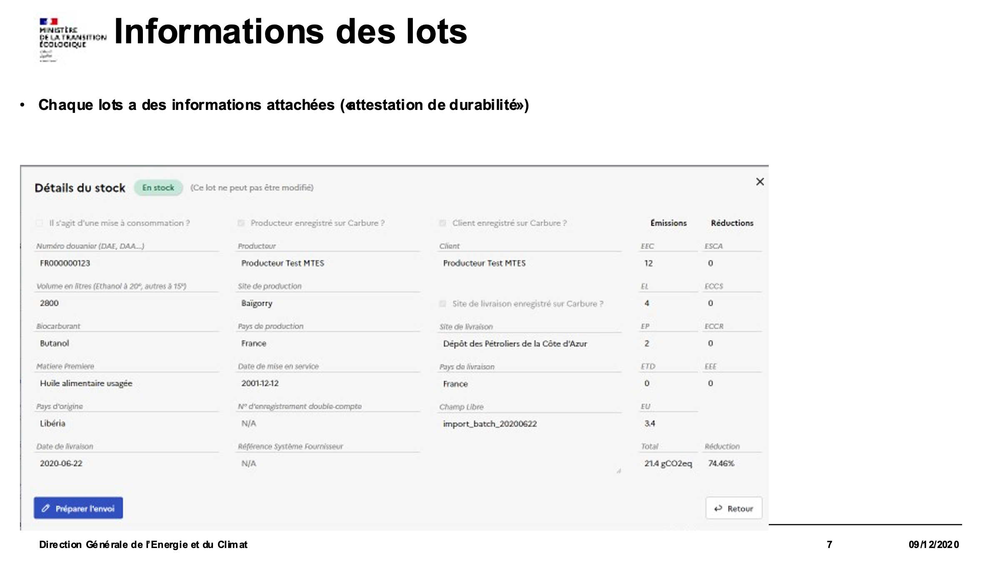 MINISTÈRE
DE LA TRANSITION
ÉCOLOGIQUE
Informations des lots
• Chaque lots a des informations attachées («attestation de durabilité»)
Détails du stock En stock (Ce lot ne peut pas être modifié)
Il s'agit d'une mise à consommation ? Producteur enregistré sur Carbure ? Client enregistré sur Carbure ? Émissions Réductions
Numéro douanier (DAE, DAA...) Producteur Client EEC ESCA
FR000000123 Producteur Test MTES Producteur Test MTES 12 0
Volume en litres (Ethanol à 20°, autres à 15°) Site de production EL ECCS
2800 Baïgorry Site de livraison enregistré sur Carbure ? 4 0
Biocarburant Pays de production Site de livraison EP ECCR
Butanol France Dépôt des Pétroliers de la Côte d'Azur 2 0
Matiere Premiere Date de mise en service Pays de livraison ETD EEE
Huile alimentaire usagée 2001-12-12 France 0 0
Pays d'origine N° d'enregistrement double-compte Champ Libre EU
Libéria N/A import_batch_20200622 3.4
Date de livraison Référence Système Fournisseur Total Réduction
2020-06-22 N/A 21.4 gCO2eq 74.46%
Préparer l'envoi Retour
Direction Générale de l'Energie et du Climat 7 09/12/2020